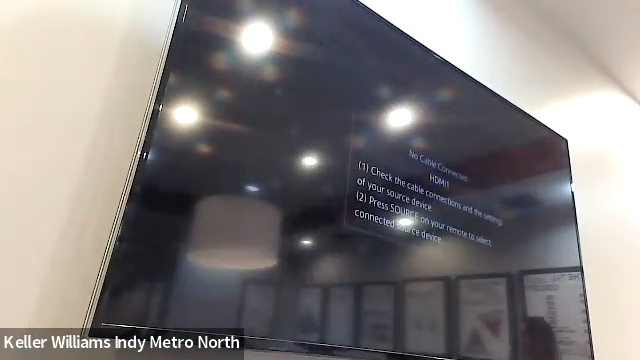 No Cable Connected
HDMI1
(1) Check the cable connections and the settings
of your source device.
(2) Press SOURCE on your remote to select
connected source device.
Keller Williams Indy Metro North